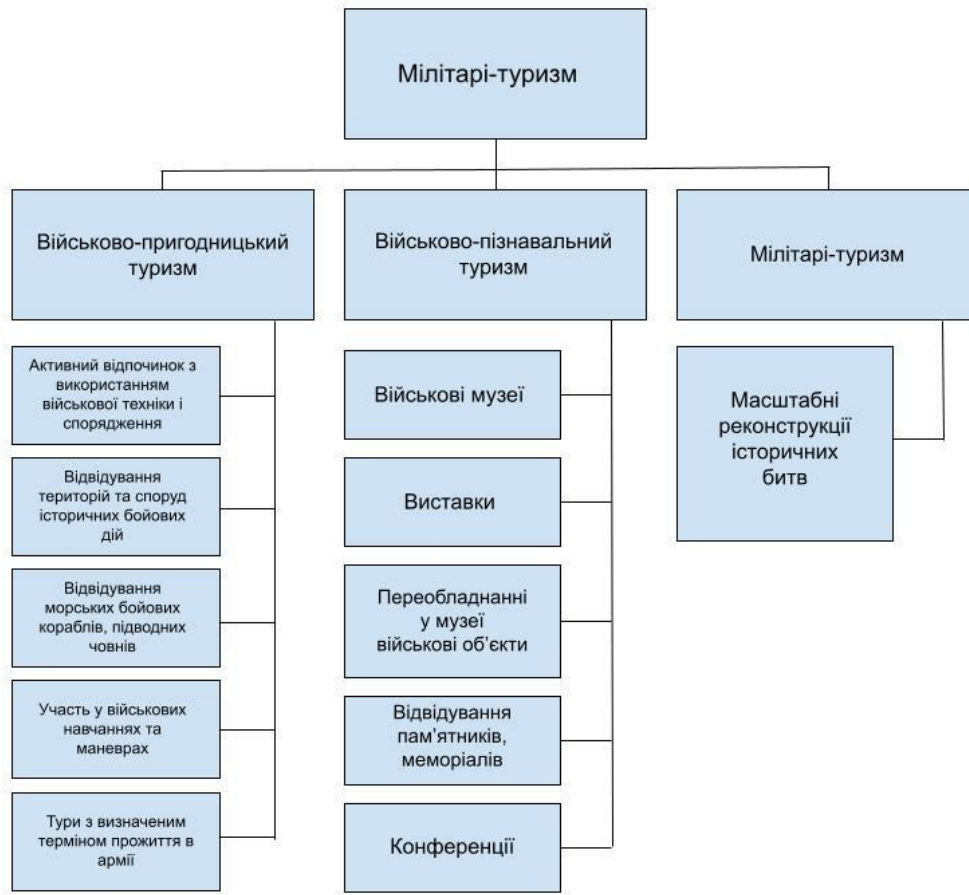 Мілітарі-туризм
Військово-пригодницький
туризм
Військово-пізнавальний
туризм
Мілітарі-туризм
Активний відпочинок з
використанням
військової техніки і
спорядження
Відвідування
територій та споруд
історичних бойових
дій
Відвідування
морських бойових
кораблів, підводних
човнів
Участь у військових
навчаннях та
маневрах
Тури з визначеним
терміном прожиття в
армії
Військові музеї
Виставки
Переобладнанні
у музеї
військові об’єкти
Відвідування
пам’ятників,
меморіалів
Конференції
Масштабні
реконструкції
історичних
битв